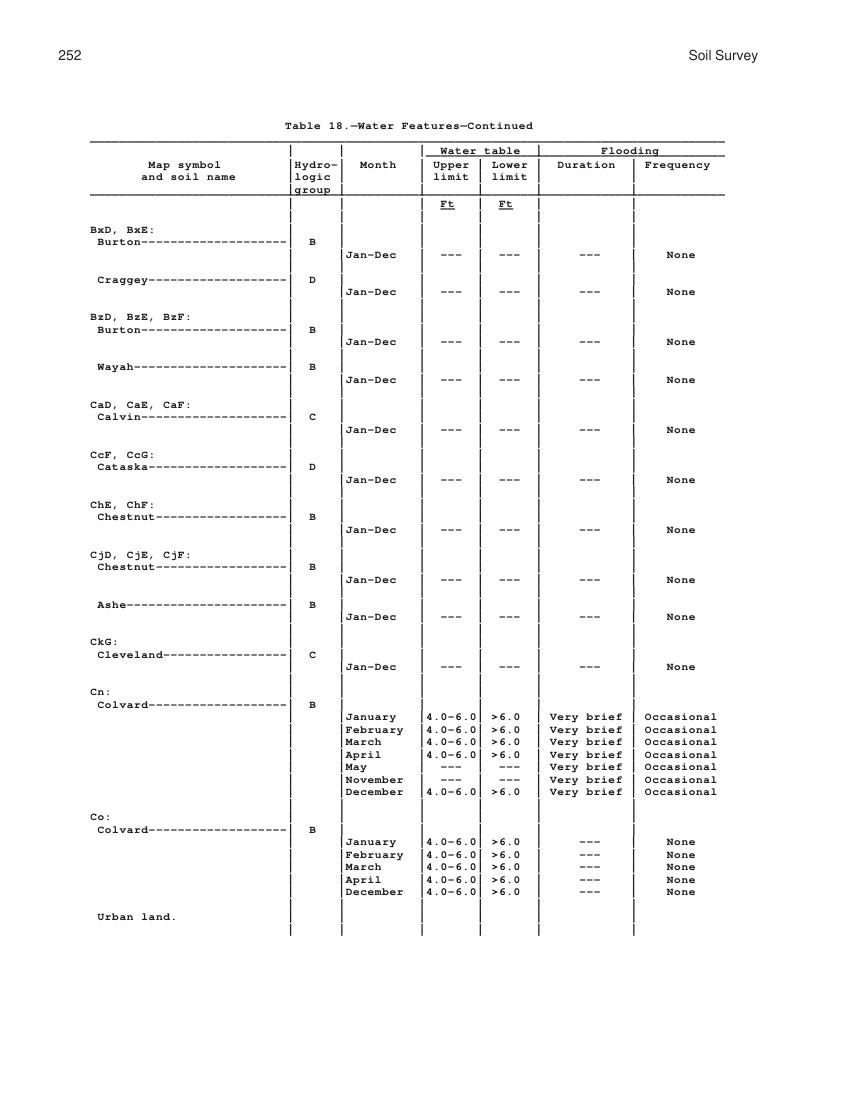 252 Soil Survey
Table 18.—Water Features—Continued
Water table | Flooding
Map symbol |Hydro-| Month | Upper | Lower | Duration | Frequency
and soil name |logic | limit | limit
|group
Ft | Ft
BxD, BxE:
Burton--------------------| B
|Jan-Dec | --- | --- | --- | None
Craggey-------------------| D
|Jan-Dec | --- | --- | --- | None
BzD, BzE, BzF:
Burton--------------------| B
|Jan-Dec | --- | --- | --- | None
Wayah---------------------| B
|Jan-Dec | --- | --- | --- | None
CaD, CaE, CaF:
Calvin--------------------| C
|Jan-Dec | --- | --- | --- | None
CcF, CcG:
Cataska-------------------| D
|Jan-Dec | --- | --- | --- | None
ChE, ChF:
Chestnut------------------| B
|Jan-Dec | --- | --- | --- | None
CjD, CjE, CjF:
Chestnut------------------| B
|Jan-Dec | --- | --- | --- | None
Ashe----------------------| B
|Jan-Dec | --- | --- | --- | None
CkG:
Cleveland-----------------| C
|Jan-Dec | --- | --- | --- | None
Cn:
Colvard-------------------| B
|January |4.0-6.0| >6.0 | Very brief | Occasional
|February |4.0-6.0| >6.0 | Very brief | Occasional
|March |4.0-6.0| >6.0 | Very brief | Occasional
|April |4.0-6.0| >6.0 | Very brief | Occasional
|May | --- | --- | Very brief | Occasional
|November | --- | --- | Very brief | Occasional
|December |4.0-6.0| >6.0 | Very brief | Occasional
Co:
Colvard-------------------| B
|January |4.0-6.0| >6.0 | --- | None
|February |4.0-6.0| >6.0 | --- | None
|March |4.0-6.0| >6.0 | --- | None
|April |4.0-6.0| >6.0 | --- | None
|December |4.0-6.0| >6.0 | --- | None
Urban land.